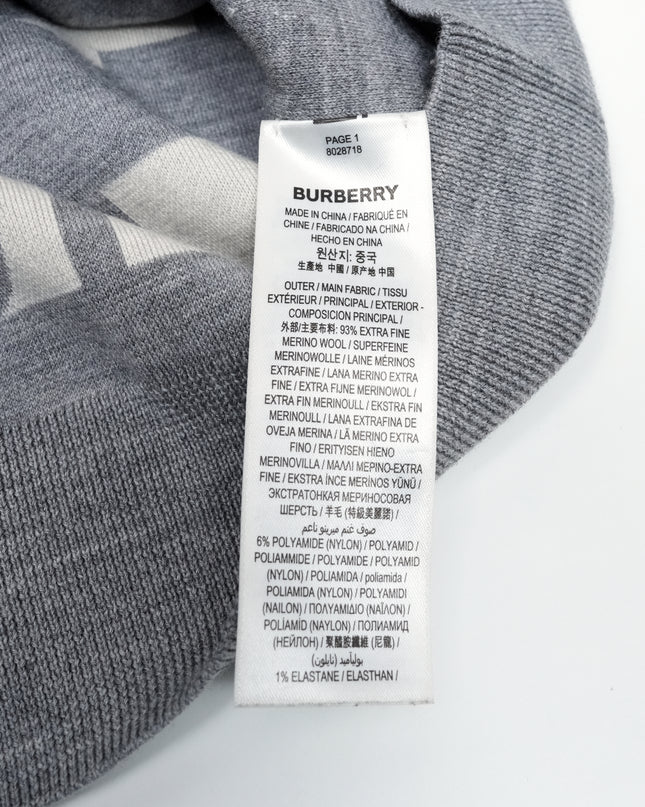 PAGE 1
8028718
BURBERRY
MADE IN CHINA / FABRIQUÉ EN
CHINE / FABRICADO NA CHINA /
HECHO EN CHINA
원산지: 중국
生產地 中國 / 原产地 中国
OUTER / MAIN FABRIC / TISSU
EXTÉRIEUR / PRINCIPAL / EXTERIOR -
COMPOSICION PRINCIPAL /
外部/主要布料: 93% EXTRA FINE
MERINO WOOL / SUPERFEINE
MERINOWOLLE / LAINE MÉRINOS
EXTRAFINE / LANA MERINO EXTRA
FINE / EXTRA FIJNE MERINOWOL /
EXTRA FIN MERINOULL / EKSTRA FIN
MERINOULL / LANA EXTRAFINA DE
OVEJA MERINA / LÃ MERINO EXTRA
FINO / ERITYISEN HIENO
MERINOVILLA / ΜΑΛΛΙ ΜΕΡΙΝΟ-EXTRA
FINE / EKSTRA İNCE MERİNOS YÜNÜ /
ЭКСТРАТОНКАЯ МЕРИНОСОВАЯ
ШЕРСТЬ / 羊毛 (特級美麗諾) /
صوف غنم ميرينو ناعم
6% POLYAMIDE (NYLON) / POLYAMID /
POLIAMMIDE / POLYAMIDE / POLYAMID
(NYLON) / POLIAMIDA / poliamida /
POLIAMIDA (NYLON) / POLYAMIDI
(NAILON) / ΠΟΛΥΑΜΙΔΙΟ (ΝΑΪΛΟΝ) /
POLÍAMÍD (NAYLON) / ПОЛИАМИД
(НЕЙЛОН) / 聚醯胺纖維 (尼龍) /
بوليأميد (نايلون)
1% ELASTANE / ELASTHAN /